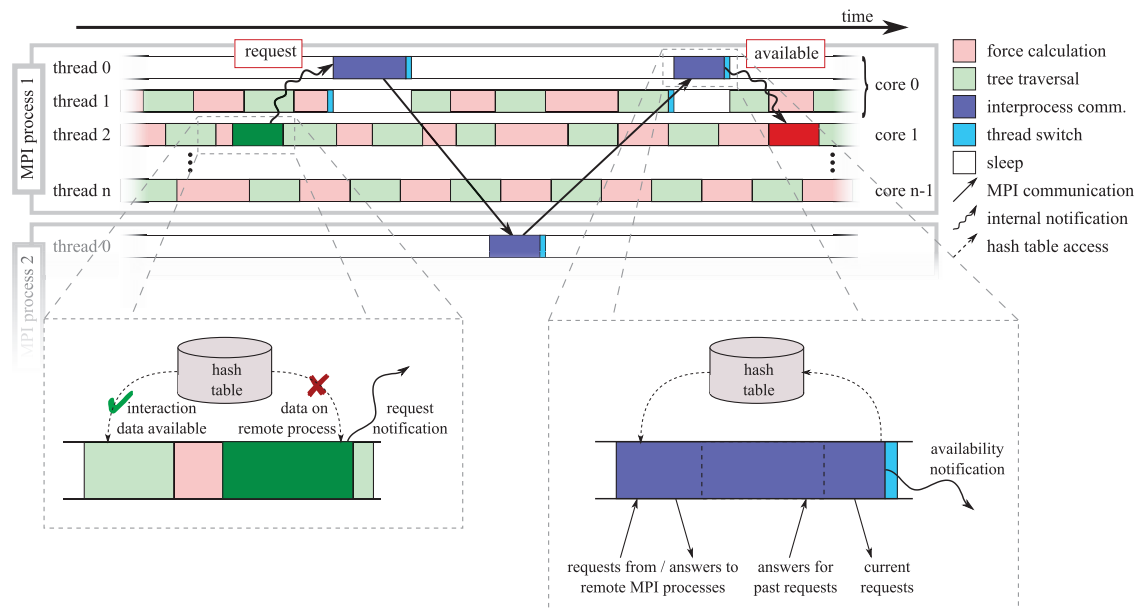 time
request
available
MPI process 1
thread 0
thread 1
thread 2
thread n
core 0
core 1
core n-1
MPI process 2
thread 0
force calculation
tree traversal
interprocess comm.
thread switch
sleep
MPI communication
internal notification
hash table access
hash
table
interaction
data available
data on
remote process
request
notification
hash
table
availability
notification
requests from / answers to
remote MPI processes
answers for
past requests
current
requests